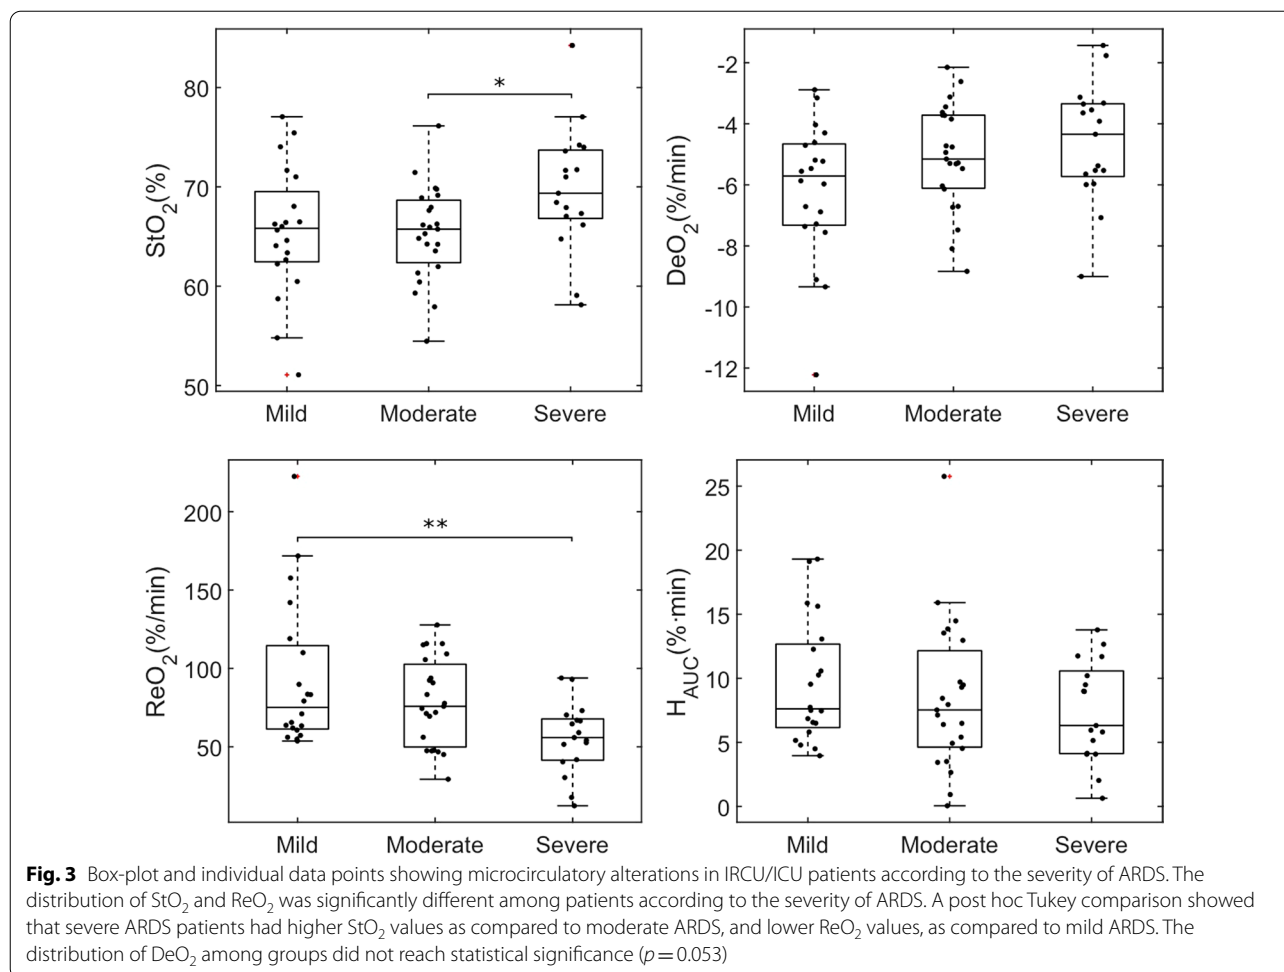 80
70
60
50
StO2(%)
*
Mild Moderate Severe
-2
-4
-6
-8
-10
-12
DeO2(%/min)
Mild Moderate Severe
200
150
100
50
ReO2(%/min)
**
Mild Moderate Severe
25
20
15
10
5
0
HAUC(%·min)
Mild Moderate Severe
Fig. 3 Box-plot and individual data points showing microcirculatory alterations in IRCU/ICU patients according to the severity of ARDS. The
distribution of StO2 and ReO2 was significantly different among patients according to the severity of ARDS. A post hoc Tukey comparison showed
that severe ARDS patients had higher StO2 values as compared to moderate ARDS, and lower ReO2 values, as compared to mild ARDS. The
distribution of DeO2 among groups did not reach statistical significance (p = 0.053)